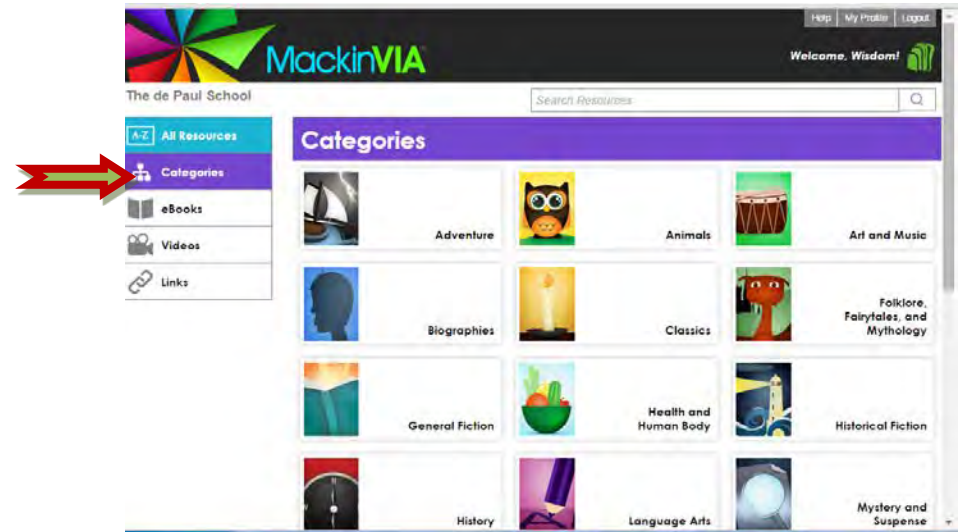 Help
My Profile
Logout
MackinVIA
Welcome, Wisdom!
The de Paul School
Search Resources
A-Z
All Resources
Categories
eBooks
Videos
Links
Categories
Adventure
Animals
Art and Music
Biographies
Classics
Folklore,
Fairytales, and
Mythology
General Fiction
Health and
Human Body
Historical Fiction
History
Language Arts
Mystery and
Suspense